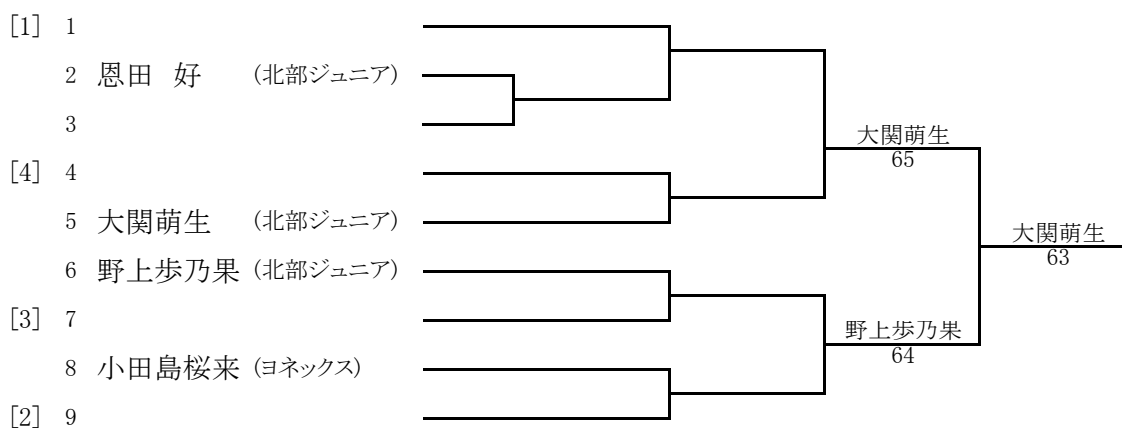 [1] 1
2 恩田 好 (北部ジュニア)
3
大関萌生
65
[4] 4
5 大関萌生 (北部ジュニア)
大関萌生
63
6 野上歩乃果 (北部ジュニア)
[3] 7
野上歩乃果
64
8 小田島桜来 (ヨネックス)
[2] 9